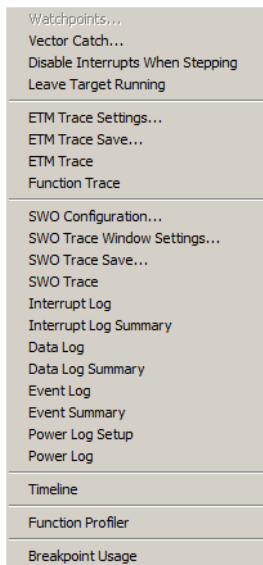 Watchpoints...
Vector Catch...
Disable Interrupts When Stepping
Leave Target Running
ETM Trace Settings...
ETM Trace Save...
ETM Trace
Function Trace
SWO Configuration...
SWO Trace Window Settings...
SWO Trace Save...
SWO Trace
Interrupt Log
Interrupt Log Summary
Data Log
Data Log Summary
Event Log
Event Summary
Power Log Setup
Power Log
Timeline
Function Profiler
Breakpoint Usage